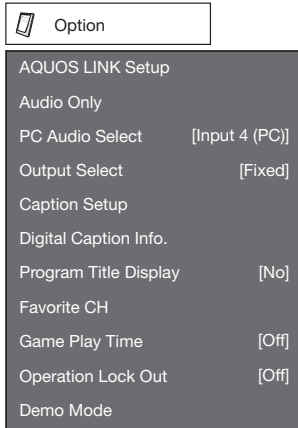 Option
AQUOS LINK Setup
Audio Only
PC Audio Select [Input 4 (PC)]
Output Select [Fixed]
Caption Setup
Digital Caption Info.
Program Title Display [No]
Favorite CH
Game Play Time [Off]
Operation Lock Out [Off]
Demo Mode